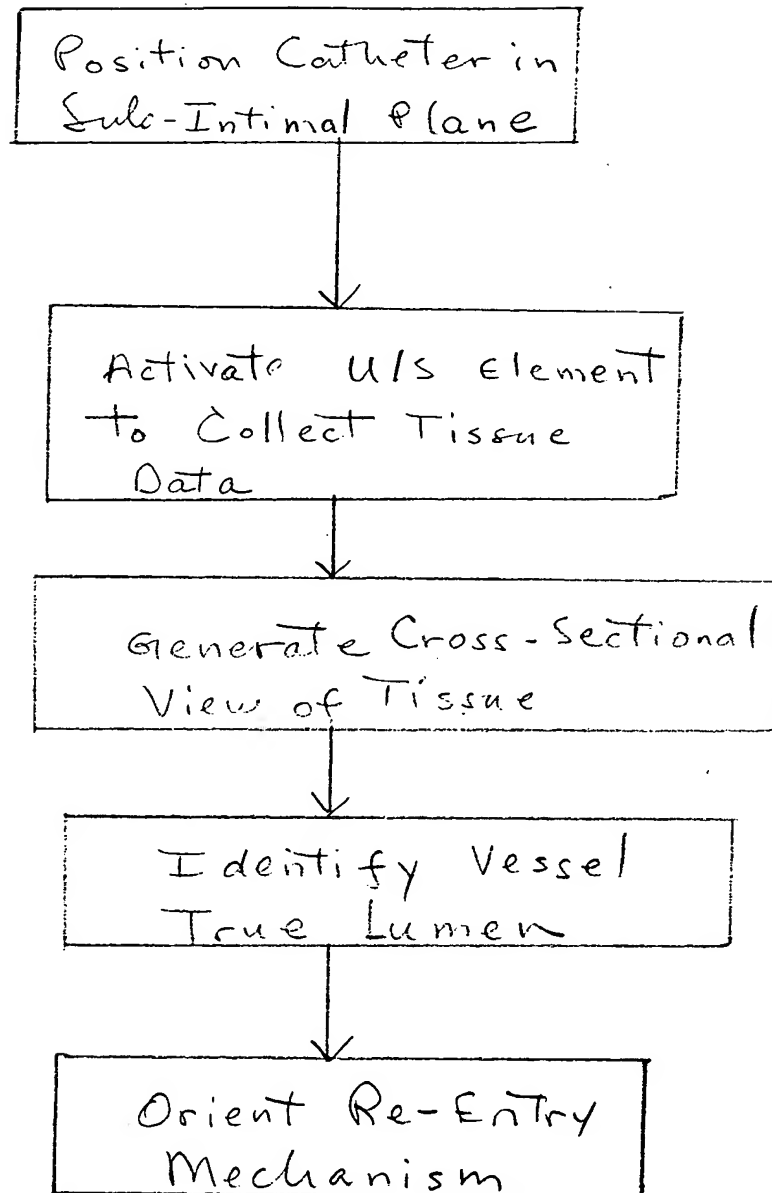 Position Catheter in
Sub-Intimal Plane
Activate U/S Element
to Collect Tissue
Data
Generate Cross-Sectional
View of Tissue
Identify Vessel
True Lumen
Orient Re-Entry
Mechanism